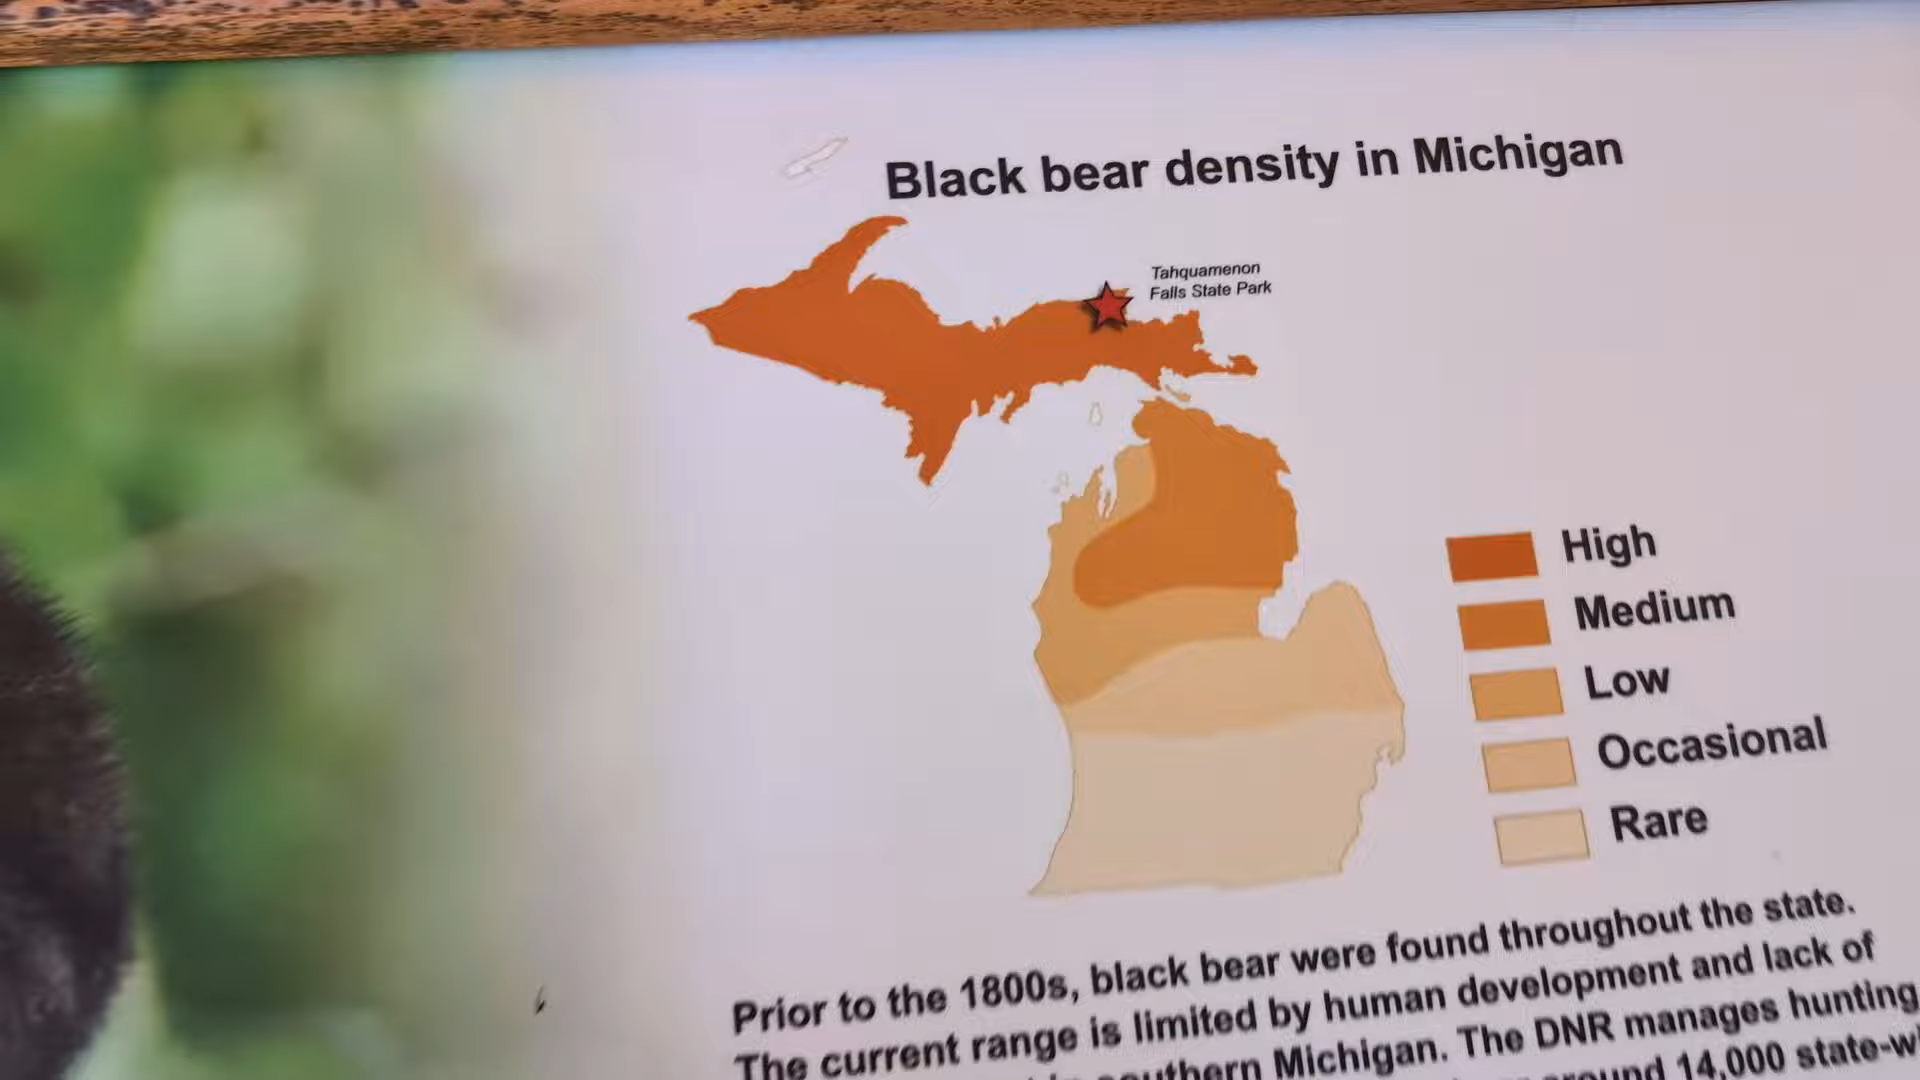 Black bear density in Michigan
Tahquamenon
Falls State Park
High
Medium
Low
Occasional
Rare
Prior to the 1800s, black bear were found throughout the state.
The current range is limited by human development and lack of
southern Michigan. The DNR manages hunting
around 14,000 state-w